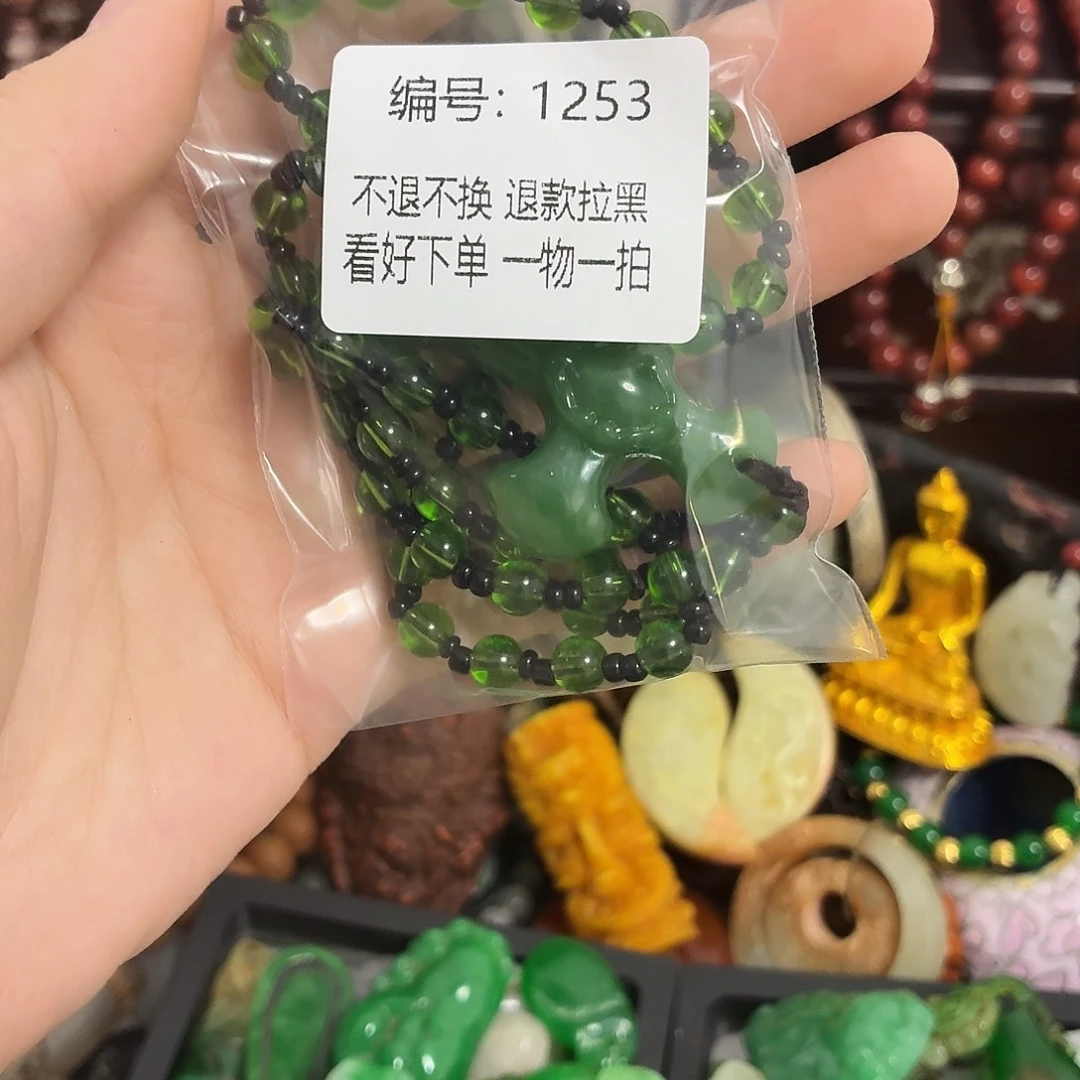 编号：1253
不退不换 退款拉黑
看好下单 一物一拍